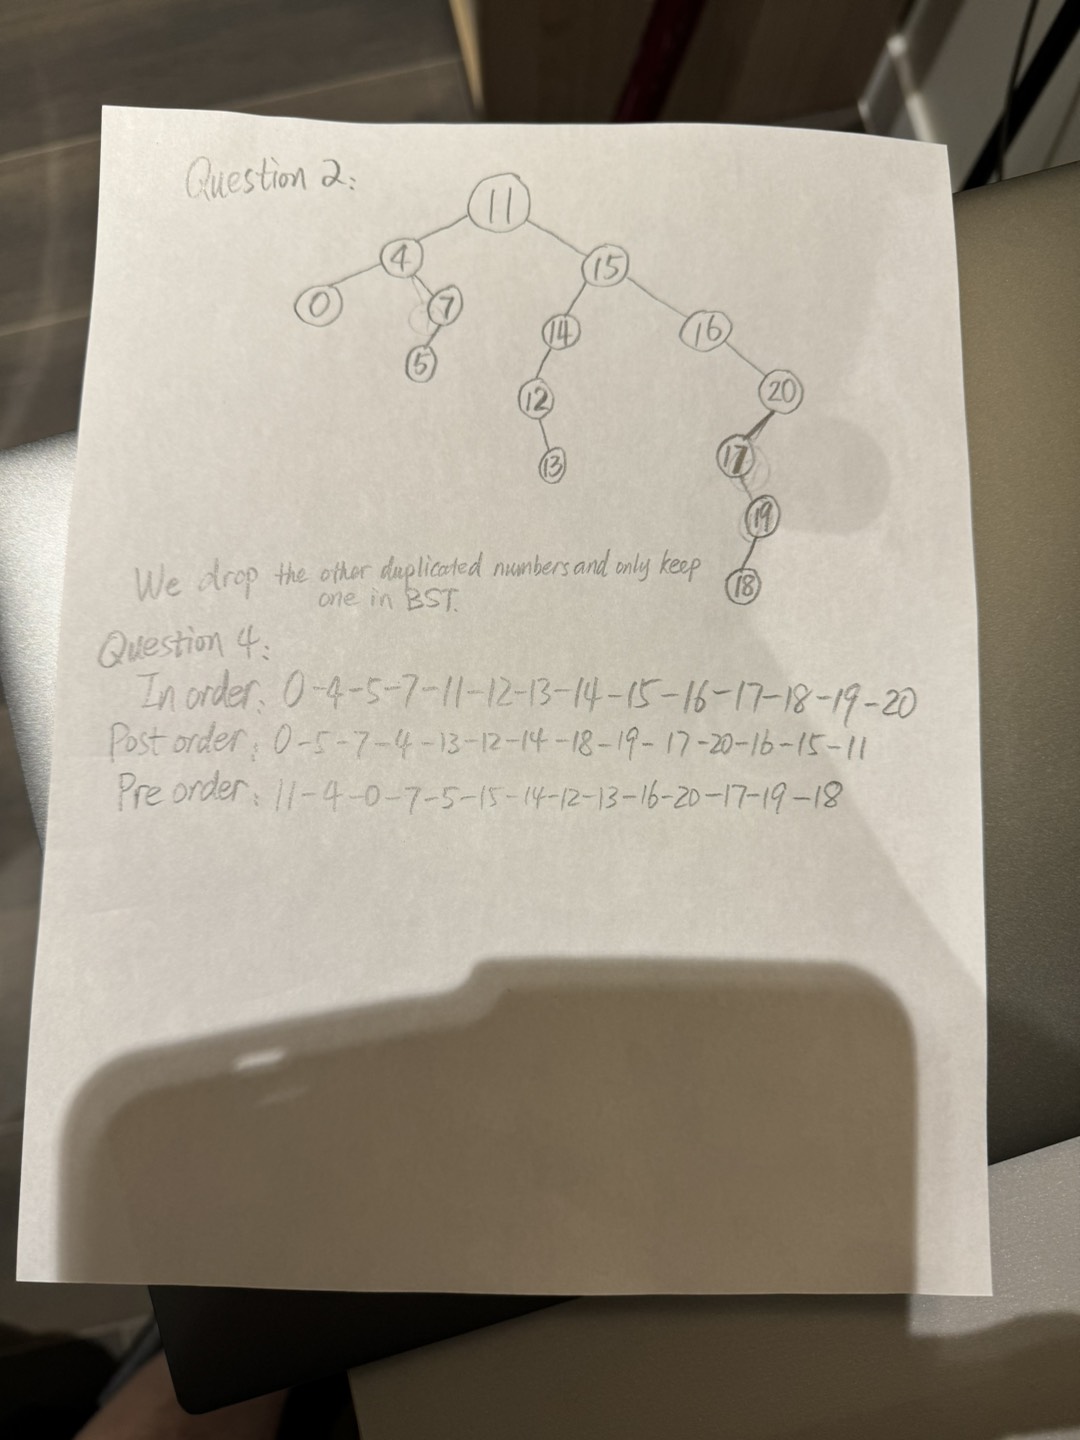 Question 2:
11
4
15
0
7
14
16
5
12
20
13
17
19
18
We drop the other duplicated numbers and only keep
one in BST.
Question 4:
In order: 0-4-5-7-11-12-13-14-15-16-17-18-19-20
Post order: 0-5-7-4-13-12-14-18-19-17-20-16-15-11
Pre order: 11-4-0-7-5-15-14-12-13-16-20-17-19-18